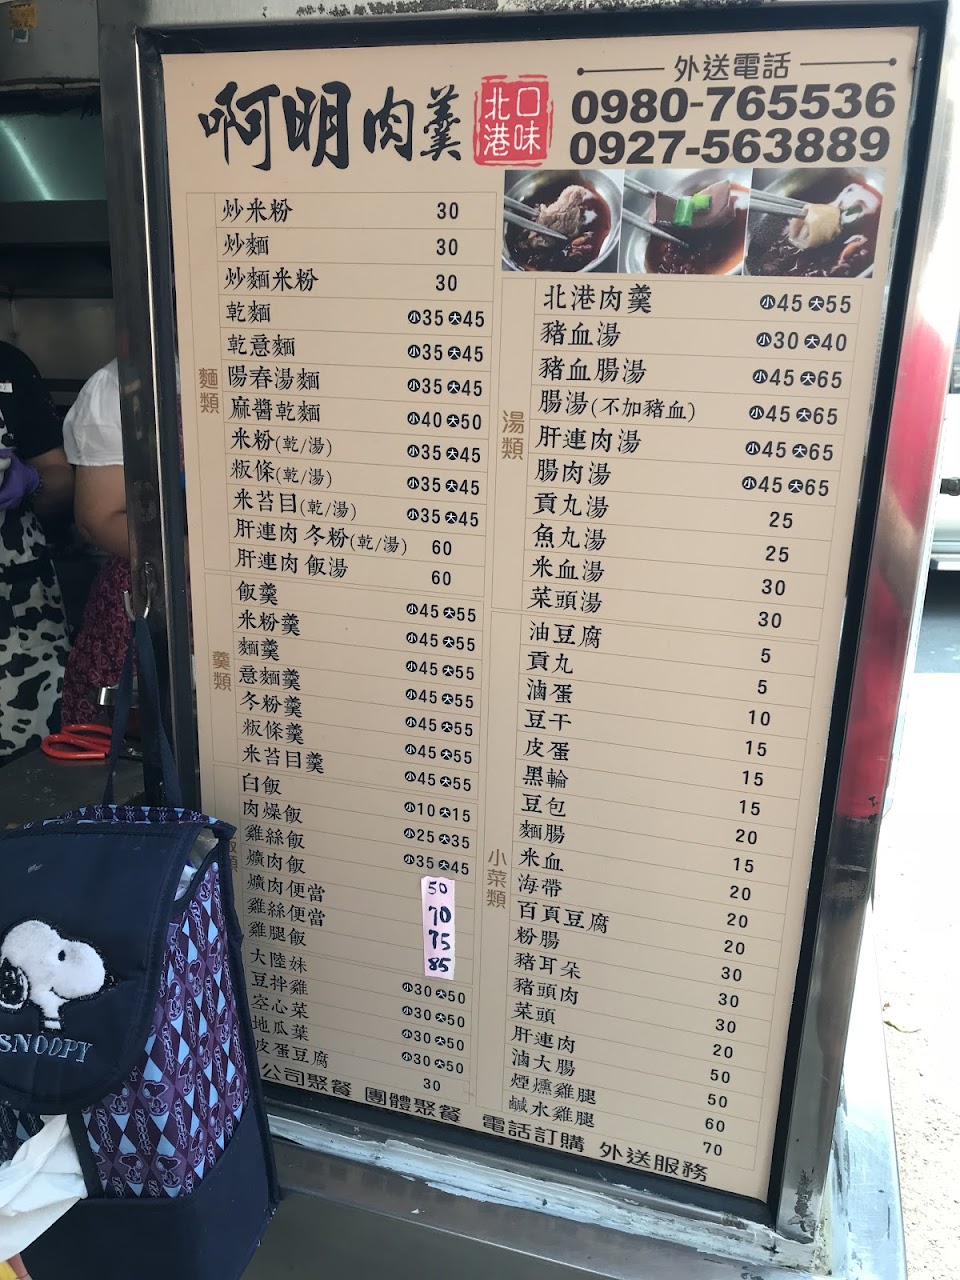 啊明肉羹
北港
口味
外送電話
0980-765536
0927-563889
麵類
炒米粉 30
炒麵 30
炒麵米粉 30
乾麵 小35大45
乾意麵 小35大45
陽春湯麵 小35大45
麻醬乾麵 小40大50
米粉(乾/湯) 小35大45
粄條(乾/湯) 小35大45
米苔目(乾/湯) 小35大45
肝連肉 冬粉(乾/湯) 60
肝連肉 飯湯 60
羹類
飯羹 小45大55
米粉羹 小45大55
麵羹 小45大55
意麵羹 小45大55
冬粉羹 小45大55
粄條羹 小45大55
米苔目羹 小45大55
飯類
白飯 小10大15
肉燥飯 小25大35
雞絲飯 小35大45
爌肉飯 50
爌肉便當 70
雞絲便當 75
雞腿飯 85
大陸妹 小30大50
豆拌雞 小30大50
空心菜 小30大50
地瓜葉 小30大50
皮蛋豆腐 30
湯類
北港肉羹 小45大55
豬血湯 小30大40
豬血腸湯 小45大65
腸湯(不加豬血) 小45大65
肝連肉湯 小45大65
腸肉湯 小45大65
貢丸湯 25
魚丸湯 25
米血湯 30
菜頭湯 30
小菜類
油豆腐 5
貢丸 5
滷蛋 10
豆干 15
皮蛋 15
黑輪 15
豆包 20
麵腸 15
米血 20
海帶 20
百頁豆腐 20
粉腸 30
豬耳朵 30
豬頭肉 30
菜頭 20
肝連肉 50
滷大腸 50
煙燻雞腿 60
鹹水雞腿 70
公司聚餐 團體聚餐 電話訂購 外送服務
SNOOPY